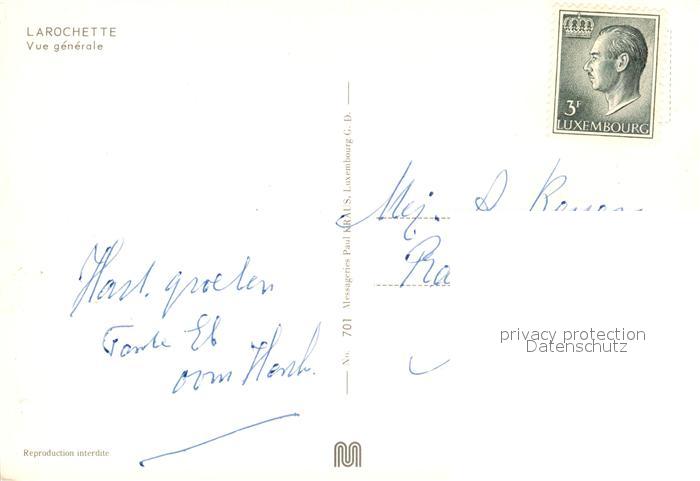 LAROCHETTE
Vue générale
3F
LUXEMBOURG
No. 701 Messageries Paul KRAUS, Luxembourg G.-D.
Mej.
Ra
Hart. groeten
Tante
oom Henk.
privacy protection
Datenschutz
Reproduction interdite